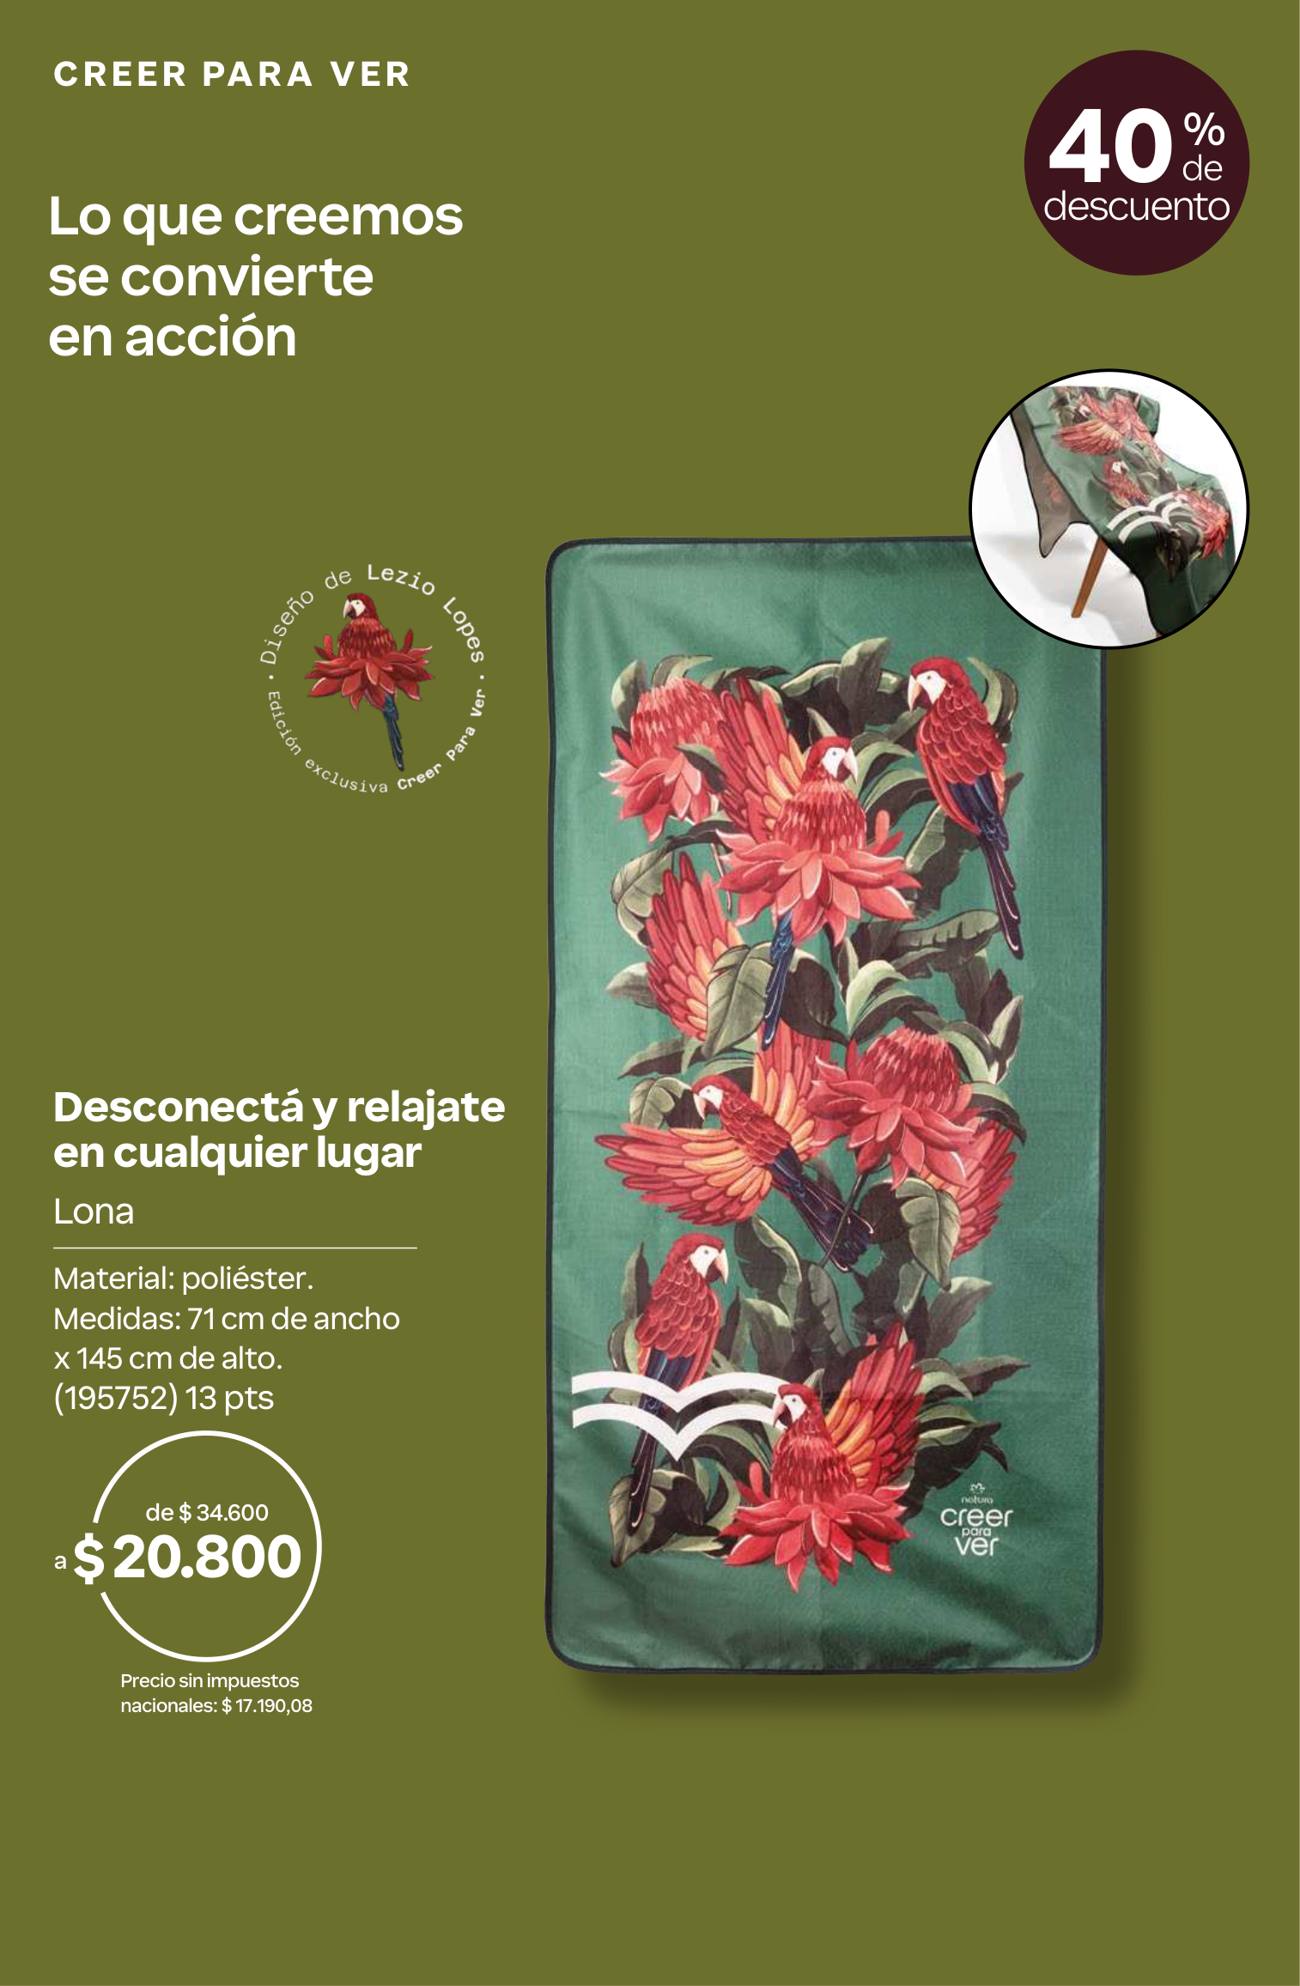 CREER PARA VER
40 %
de
descuento
Lo que creemos
se convierte
en acción
· Diseño de Lezio Lopes ·
Edición exclusiva Creer Para Ver
Desconectá y relajate
en cualquier lugar
Lona
Material: poliéster.
Medidas: 71 cm de ancho
x 145 cm de alto.
(195752) 13 pts
de $ 34.600
a $ 20.800
Precio sin impuestos
nacionales: $ 17.190,08
natura
creer
para
ver